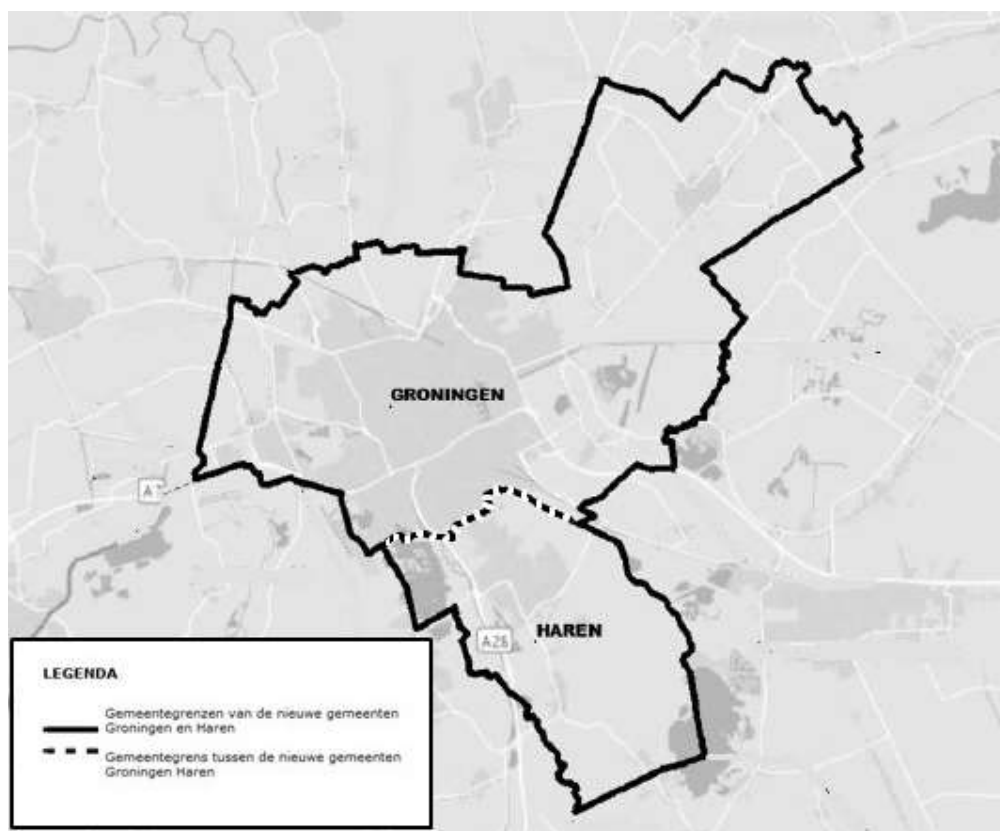 GRONINGEN
HAREN
A28
LEGENDA
Gemeentegrenzen van de nieuwe gemeenten
Groningen en Haren
Gemeentegrens tussen de nieuwe gemeenten
Groningen Haren